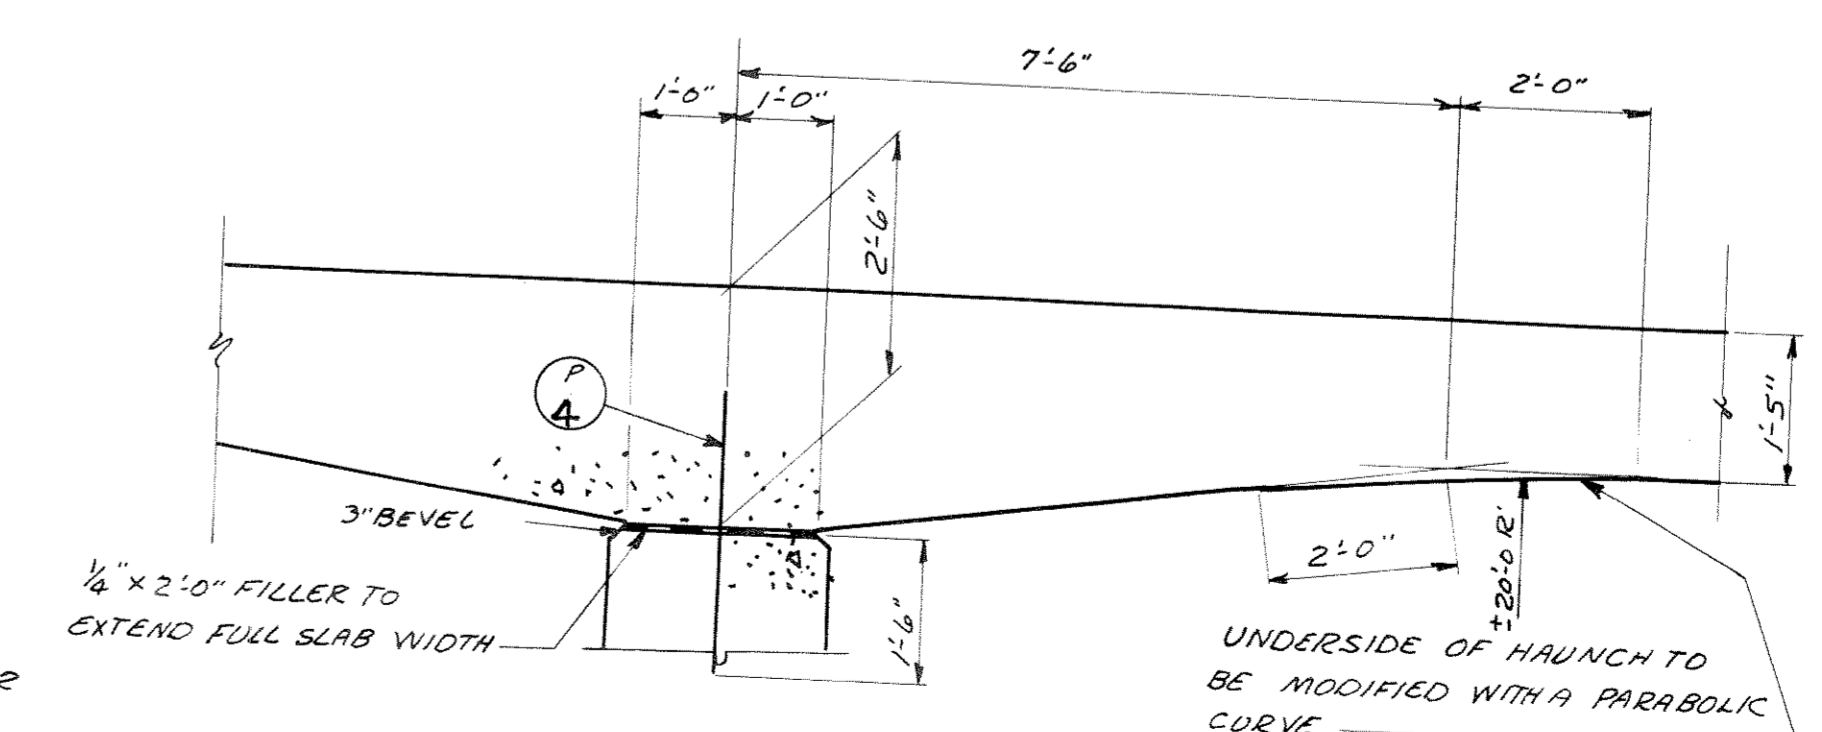 7'-6"
1'-0"
1'-0"
2'-0"
2'-6"
P
4
1'-5"
3" BEVEL
1/4" X 2'-0" FILLER TO
EXTEND FULL SLAB WIDTH
1'-6"
2'-0"
±20'-0 R'
UNDERSIDE OF HAUNCH TO
BE MODIFIED WITH A PARABOLIC
CURVE